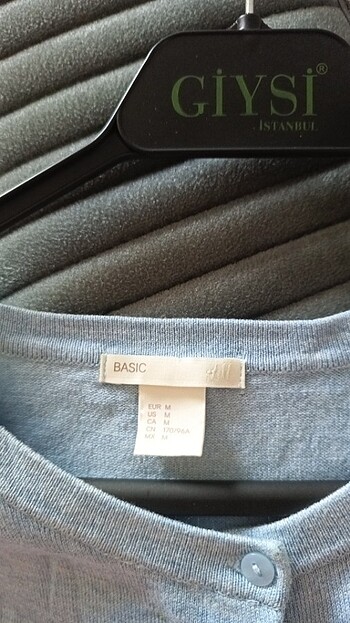 GİYSİ®
İSTANBUL
BASIC H&M
EUR M
US M
CA M
CN 170/96A
MX M